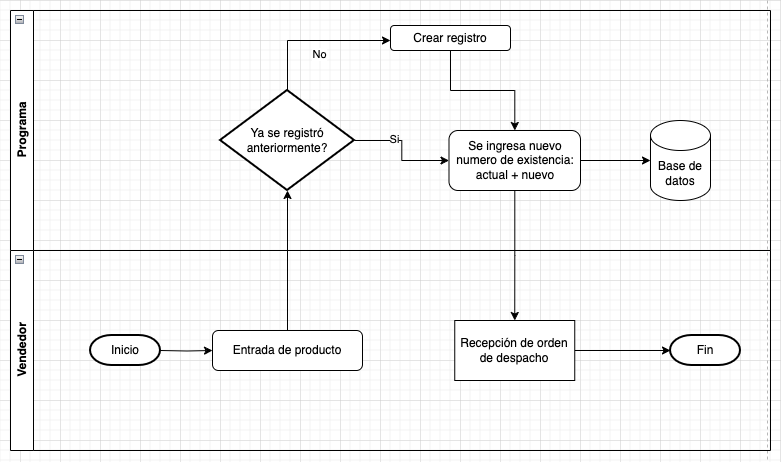 Programa
Crear registro
No
Ya se registró
anteriormente?
Si
Se ingresa nuevo
numero de existencia:
actual + nuevo
Base de
datos
Vendedor
Inicio
Entrada de producto
Recepción de orden
de despacho
Fin